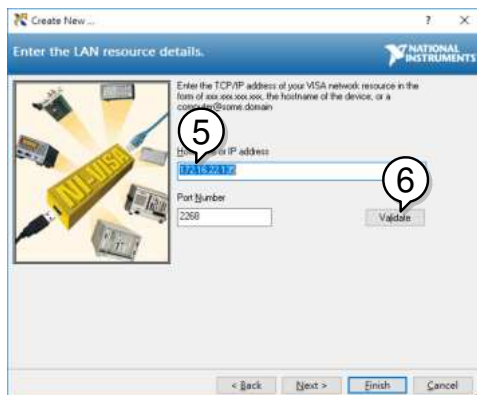 Create New ...
? ×
Enter the LAN resource details.
NATIONAL
INSTRUMENTS
Enter the TCP/IP address of your VISA network resource in the
form of xxx.xxx.xxx.xxx, the hostname of the device, or a
computer@some.domain
5
or IP address
172.16.22.135
6
Port Number
2268
Validate
NI-VISA
< Back
Next >
Finish
Cancel